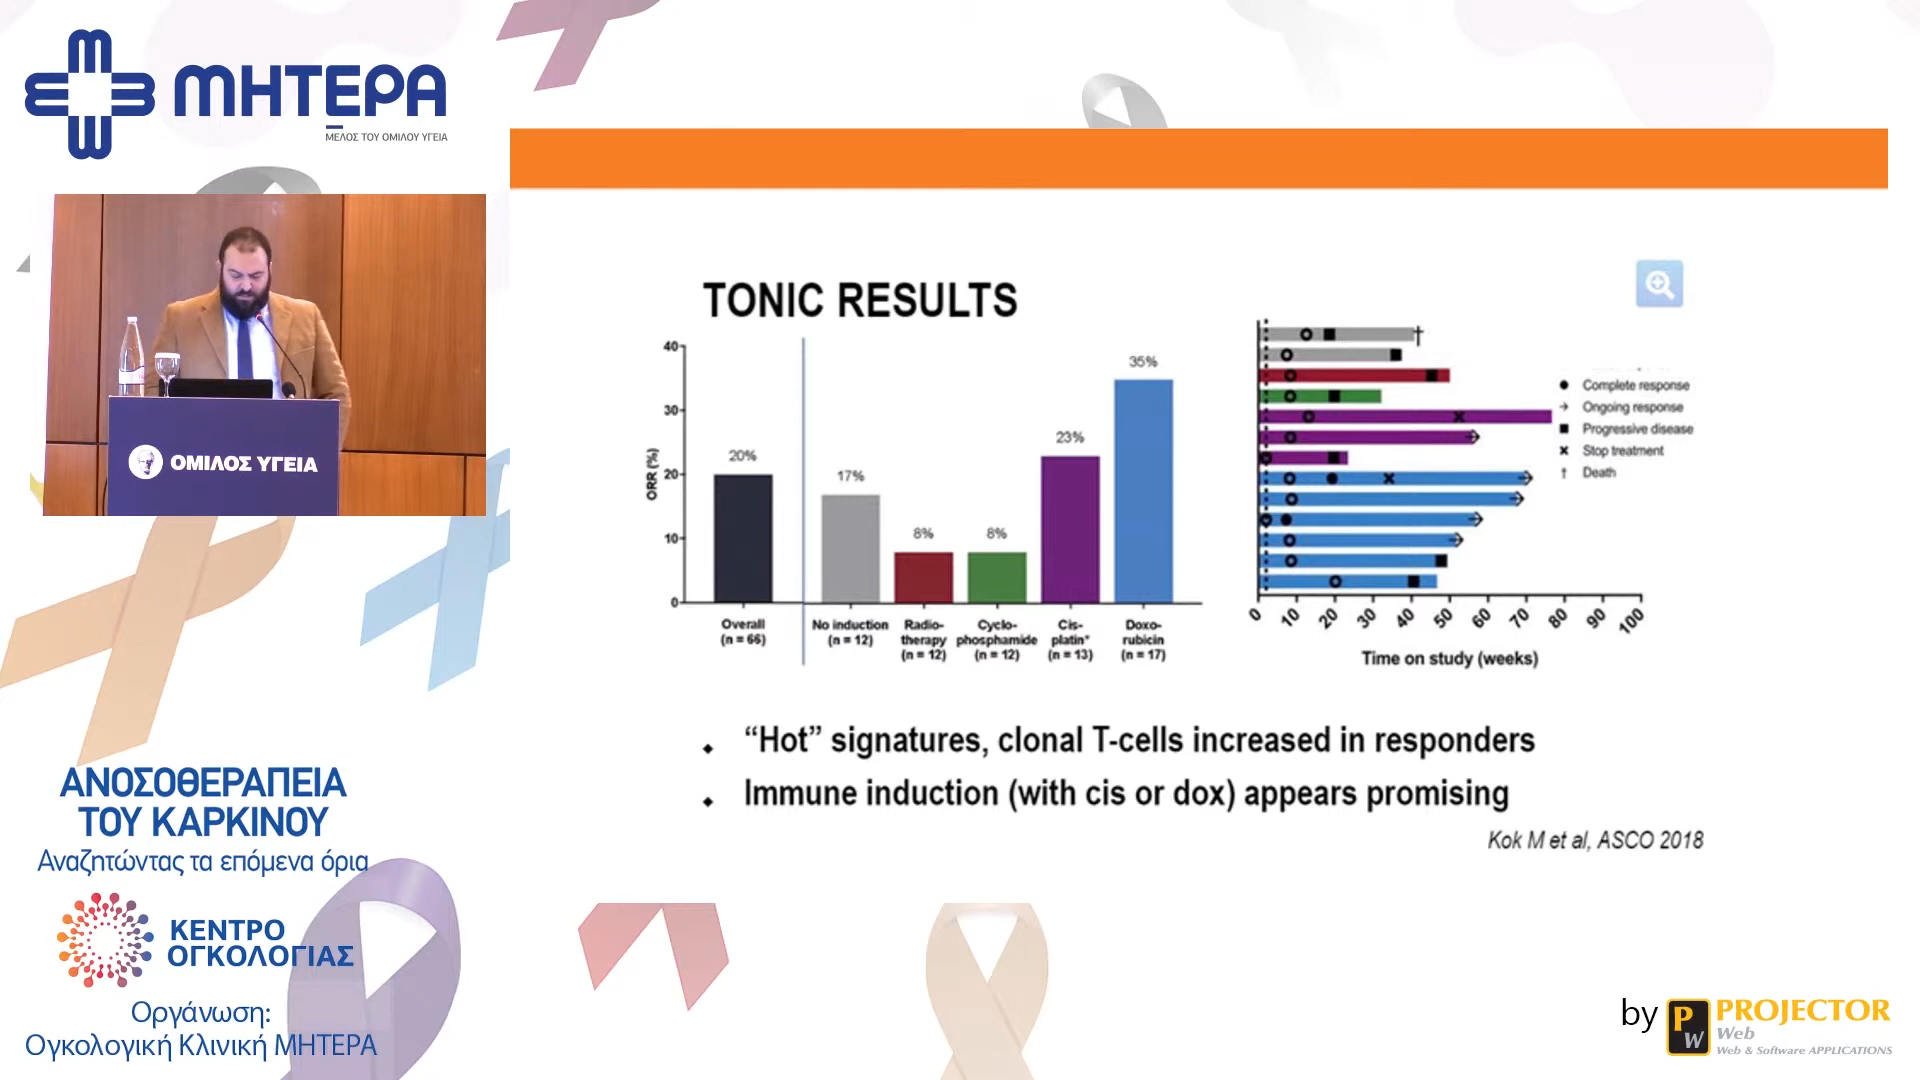 ΜΗΤΕΡΑ
ΜΕΛΟΣ ΤΟΥ ΟΜΙΛΟΥ ΥΓΕΙΑ
ΟΜΙΛΟΣ ΥΓΕΙΑ
ΑΝΟΣΟΘΕΡΑΠΕΙΑ
ΤΟΥ ΚΑΡΚΙΝΟΥ
Αναζητώντας τα επόμενα όρια
ΚΕΝΤΡΟ
ΟΓΚΟΛΟΓΙΑΣ
Οργάνωση:
Ογκολογική Κλινική ΜΗΤΕΡΑ
TONIC RESULTS
ORR (%)
40
30
20
10
0
20%
17%
8%
8%
23%
35%
Overall
(n = 66)
No induction
(n = 12)
Radio-
therapy
(n = 12)
Cyclo-
phosphamide
(n = 12)
Cis-
platin*
(n = 13)
Doxo-
rubicin
(n = 17)
Complete response
Ongoing response
Progressive disease
Stop treatment
† Death
0 10 20 30 40 50 60 70 80 90 100
Time on study (weeks)
“Hot” signatures, clonal T-cells increased in responders
Immune induction (with cis or dox) appears promising
Kok M et al, ASCO 2018
by PW PROJECTOR
Web
Web & Software APPLICATIONS